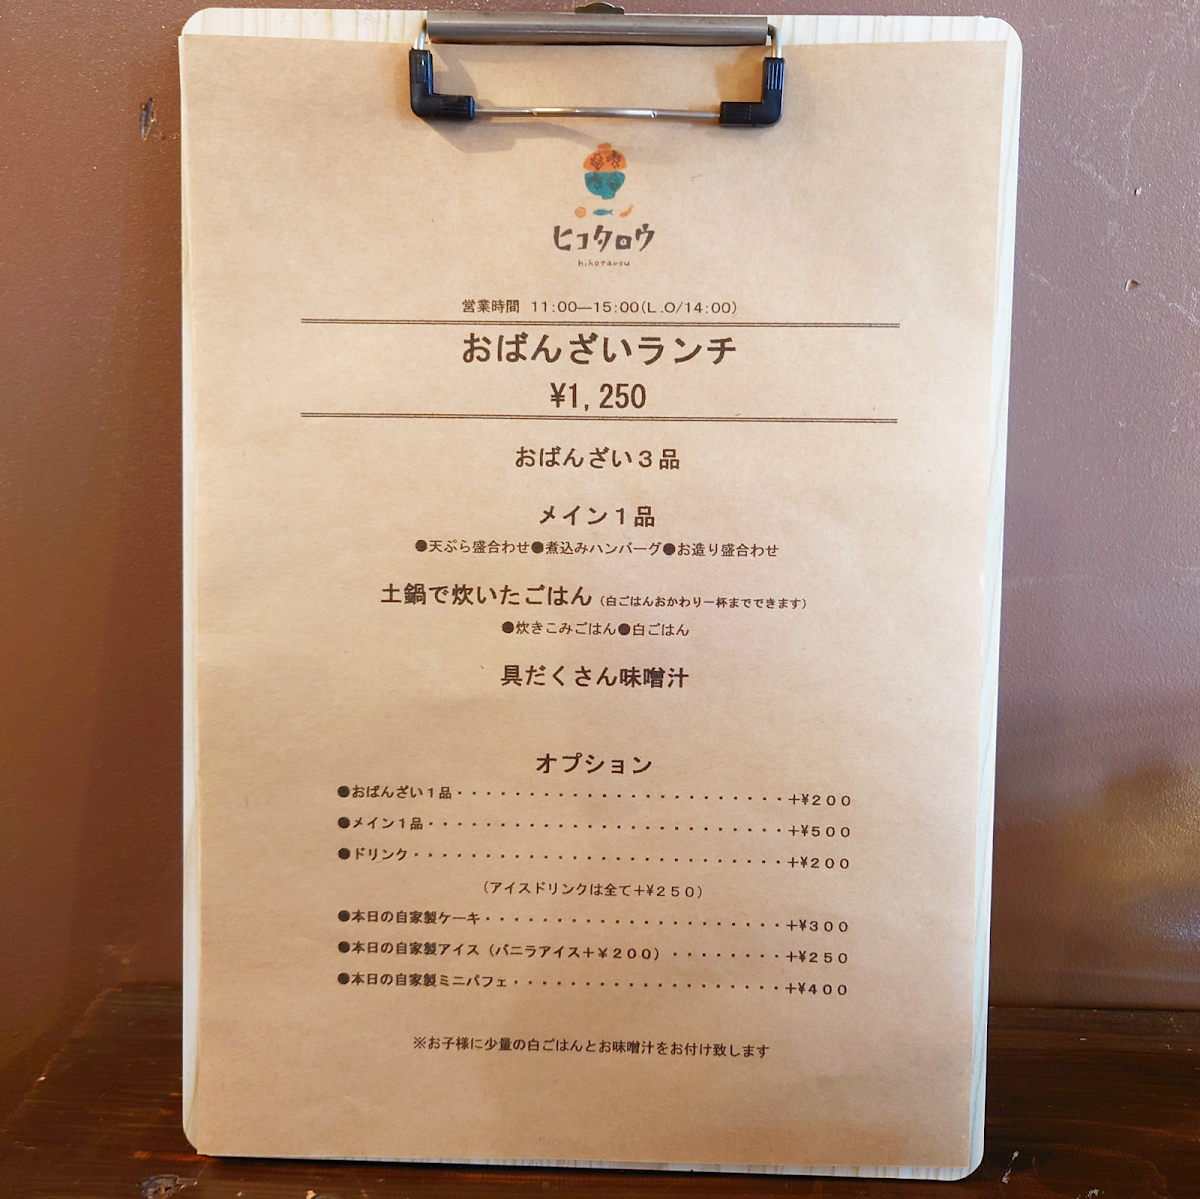 ヒコタロウ
hikotarou
営業時間 11:00―15:00(L.O/14:00)
おばんざいランチ
¥1,250
おばんざい３品
メイン１品
●天ぷら盛合わせ●煮込みハンバーグ●お造り盛合わせ
土鍋で炊いたごはん（白ごはんおかわり一杯までできます）
●炊きこみごはん●白ごはん
具だくさん味噌汁
オプション
●おばんざい１品・・・・・・・・・・・・・・・・・・・・・・・+¥２００
●メイン１品・・・・・・・・・・・・・・・・・・・・・・・・・+¥５００
●ドリンク・・・・・・・・・・・・・・・・・・・・・・・・・・+¥２００
（アイスドリンクは全て+¥２５０）
●本日の自家製ケーキ・・・・・・・・・・・・・・・・・・・・・+¥３００
●本日の自家製アイス（バニラアイス+¥２００）・・・・・・・・+¥２５０
●本日の自家製ミニパフェ・・・・・・・・・・・・・・・・・・・+¥４００
※お子様に少量の白ごはんとお味噌汁をお付け致します